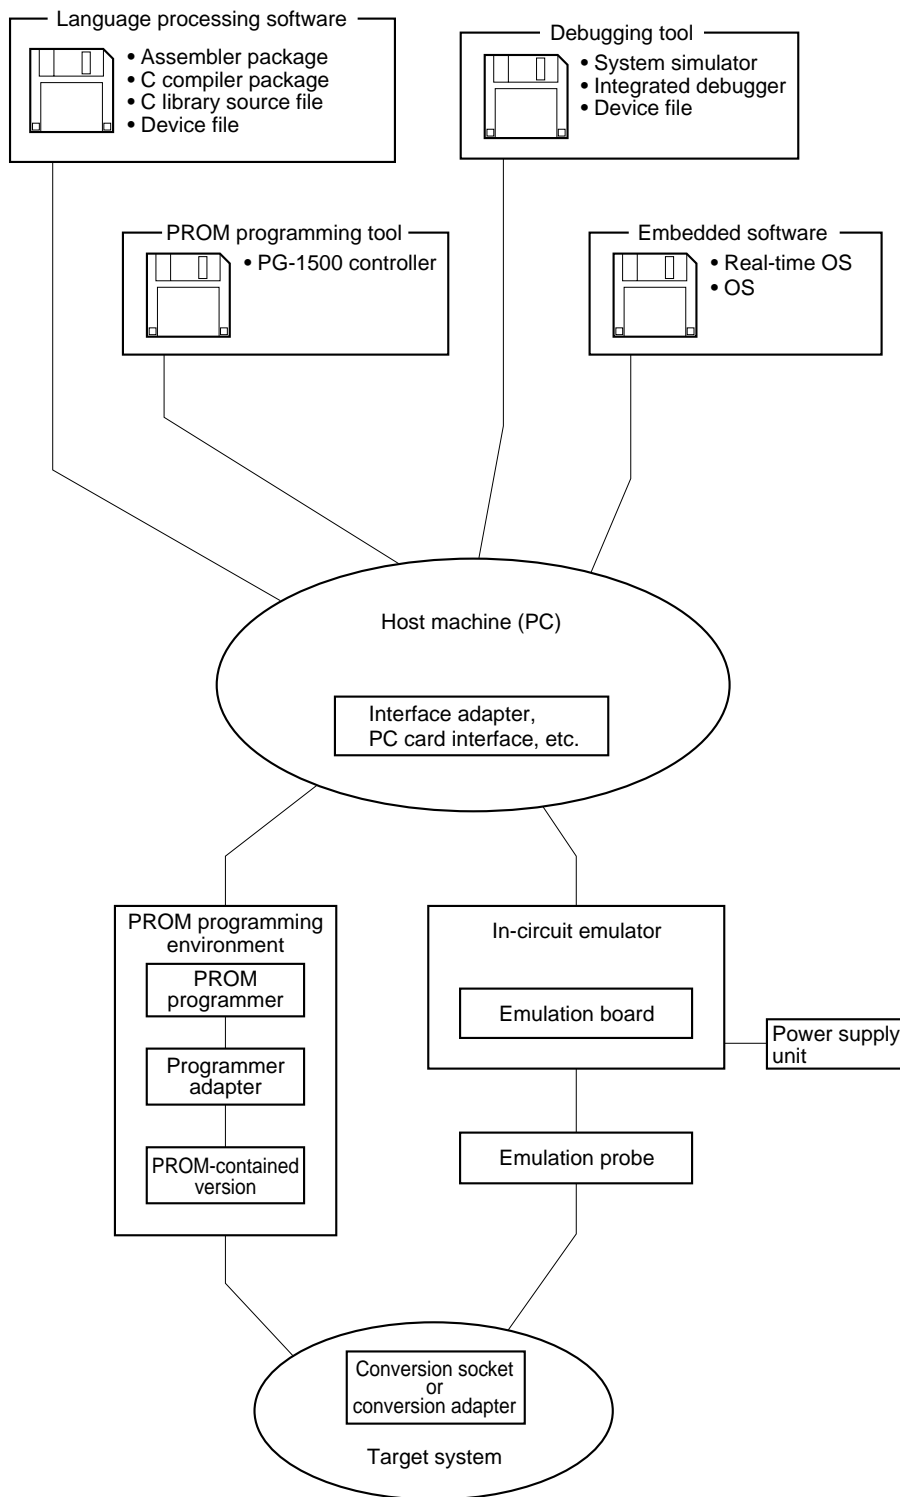 Language processing software
• Assembler package
• C compiler package
• C library source file
• Device file
Debugging tool
• System simulator
• Integrated debugger
• Device file
PROM programming tool
• PG-1500 controller
Embedded software
• Real-time OS
• OS
Host machine (PC)
Interface adapter,
PC card interface, etc.
PROM programming
environment
PROM
programmer
Programmer
adapter
PROM-contained
version
In-circuit emulator
Emulation board
Power supply
unit
Emulation probe
Conversion socket
or
conversion adapter
Target system